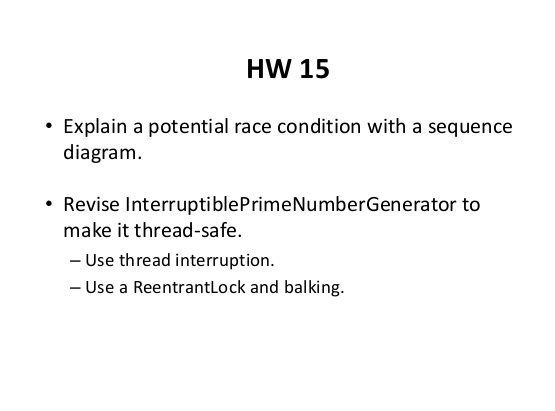 HW 15
• Explain a potential race condition with a sequence
diagram.
• Revise InterruptiblePrimeNumberGenerator to
make it thread-safe.
– Use thread interruption.
– Use a ReentrantLock and balking.